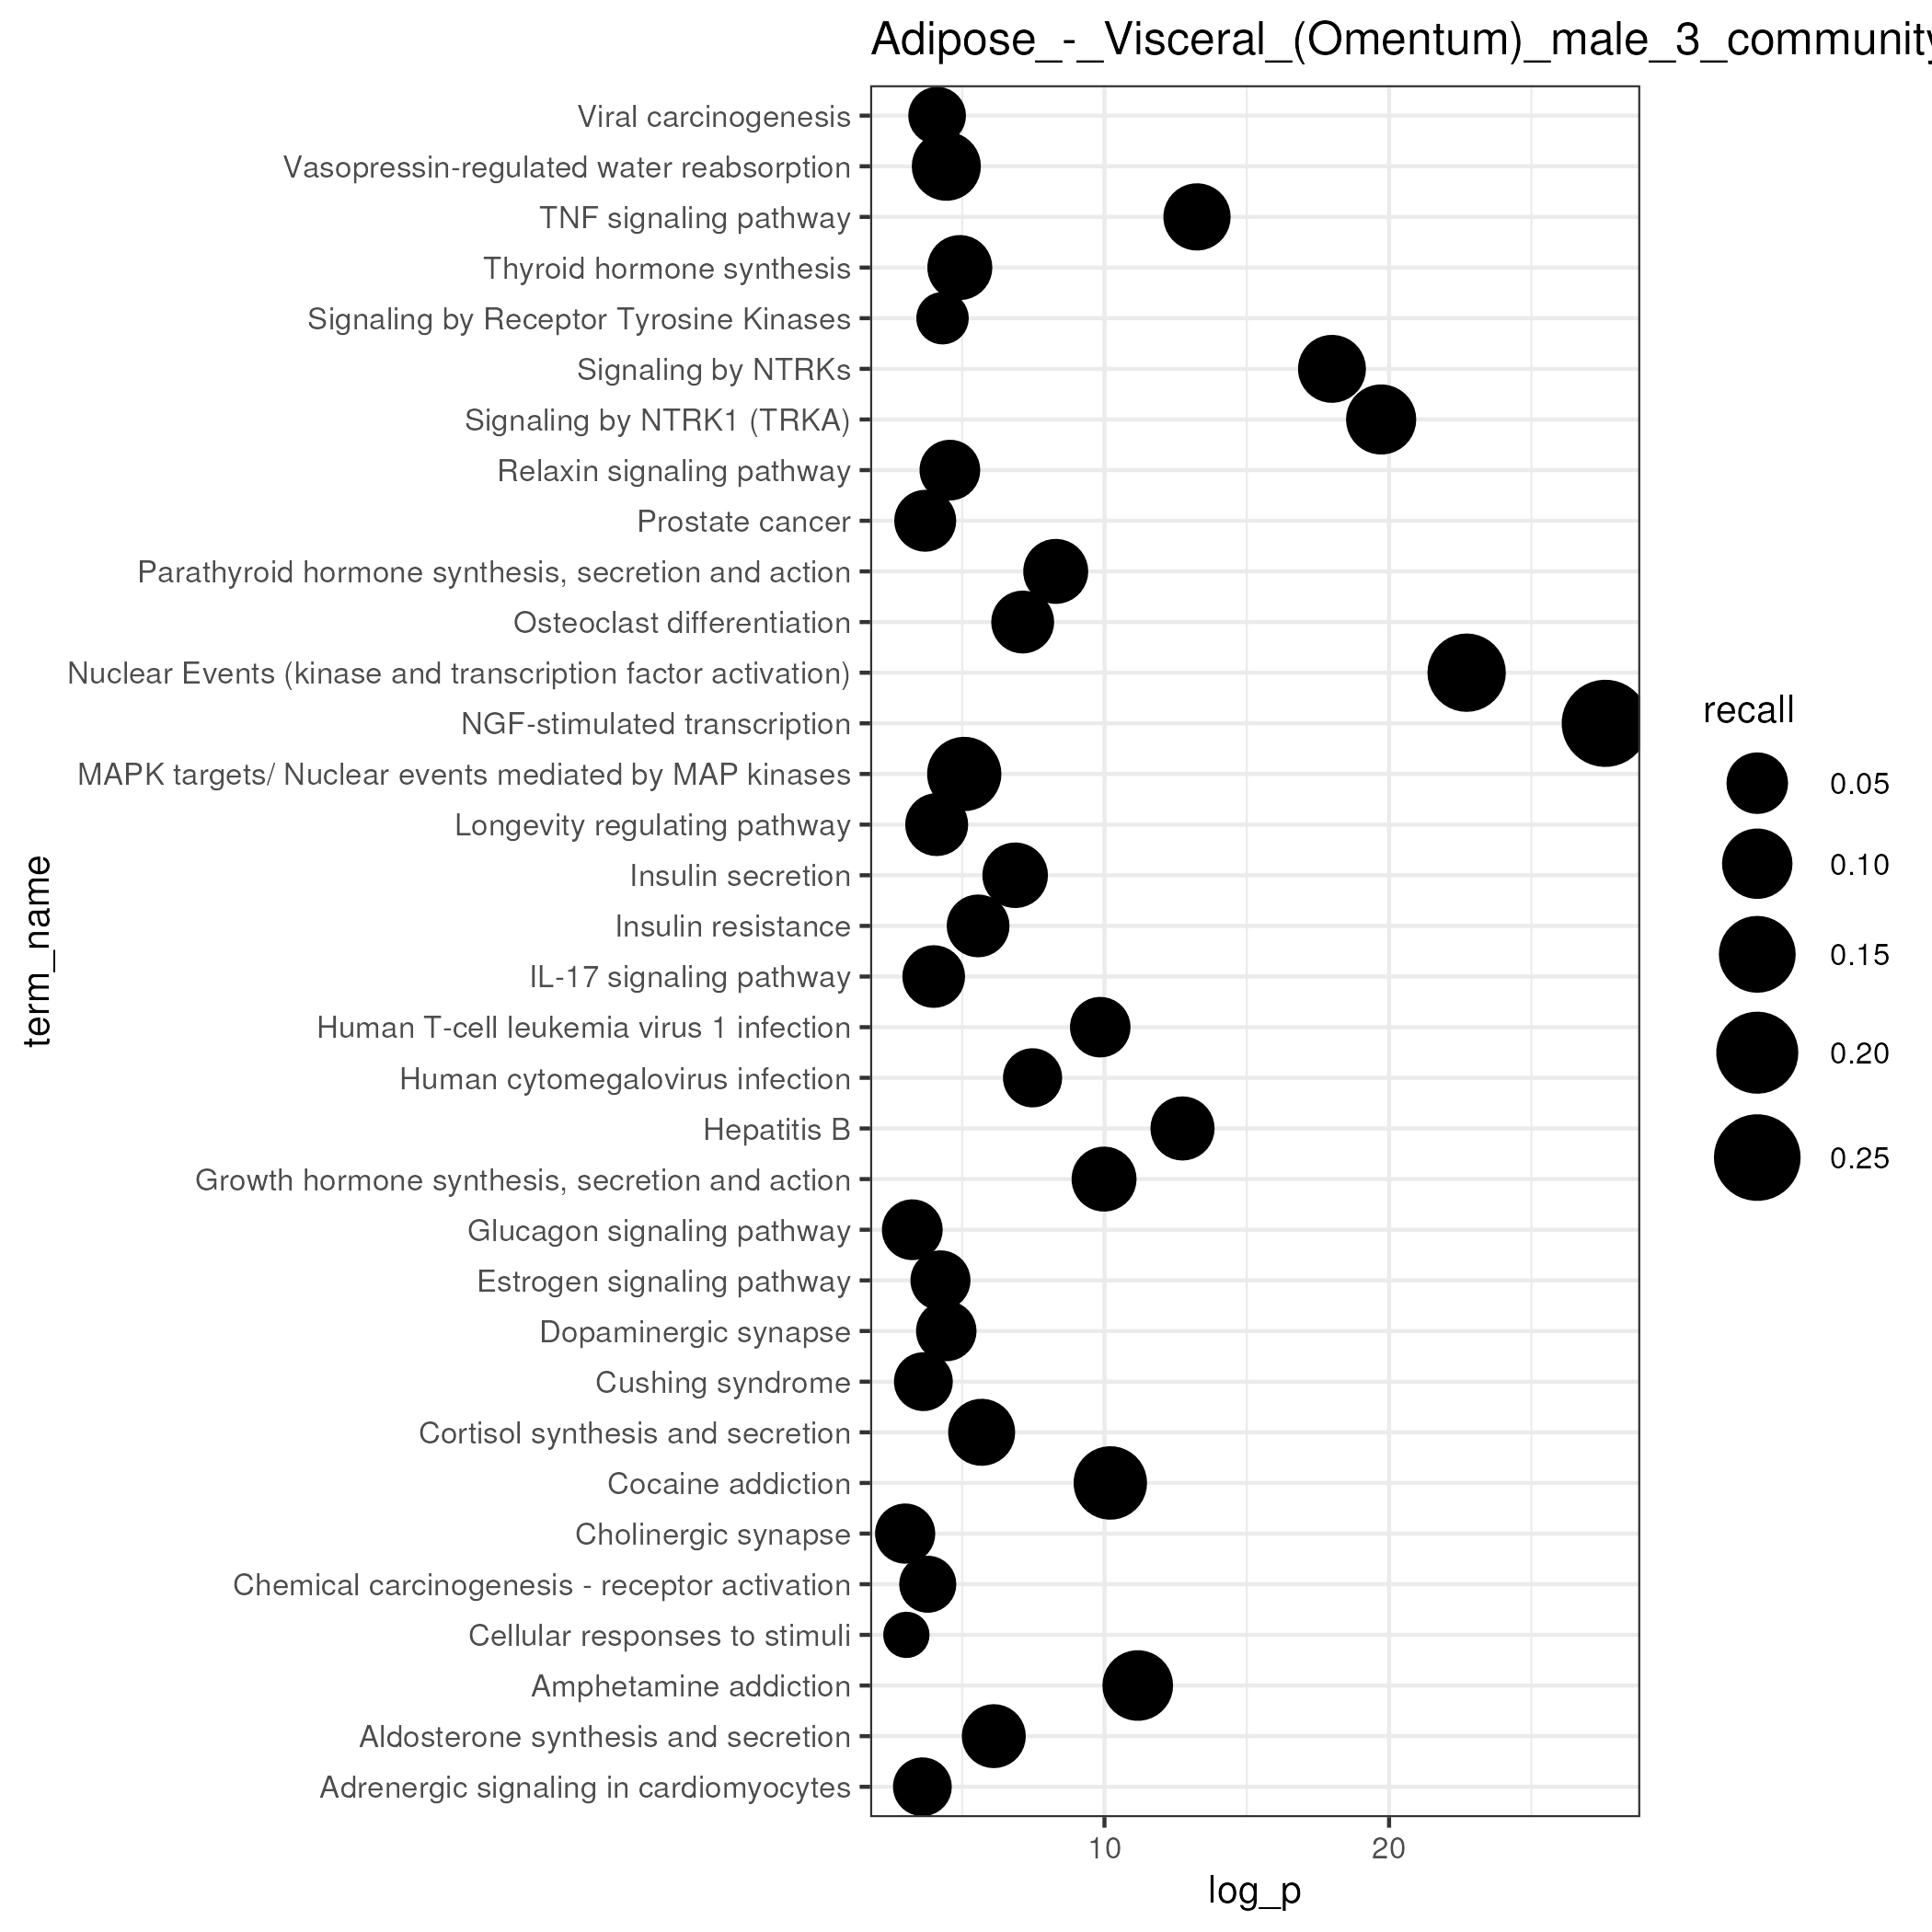 Adipose_-_Visceral_(Omentum)_male_3_community
Viral carcinogenesis
Vasopressin-regulated water reabsorption
TNF signaling pathway
Thyroid hormone synthesis
Signaling by Receptor Tyrosine Kinases
Signaling by NTRKs
Signaling by NTRK1 (TRKA)
Relaxin signaling pathway
Prostate cancer
Parathyroid hormone synthesis, secretion and action
Osteoclast differentiation
Nuclear Events (kinase and transcription factor activation)
NGF-stimulated transcription
MAPK targets/ Nuclear events mediated by MAP kinases
Longevity regulating pathway
Insulin secretion
Insulin resistance
IL-17 signaling pathway
Human T-cell leukemia virus 1 infection
Human cytomegalovirus infection
Hepatitis B
Growth hormone synthesis, secretion and action
Glucagon signaling pathway
Estrogen signaling pathway
Dopaminergic synapse
Cushing syndrome
Cortisol synthesis and secretion
Cocaine addiction
Cholinergic synapse
Chemical carcinogenesis - receptor activation
Cellular responses to stimuli
Amphetamine addiction
Aldosterone synthesis and secretion
Adrenergic signaling in cardiomyocytes
term_name
10 20
log_p
recall
0.05
0.10
0.15
0.20
0.25